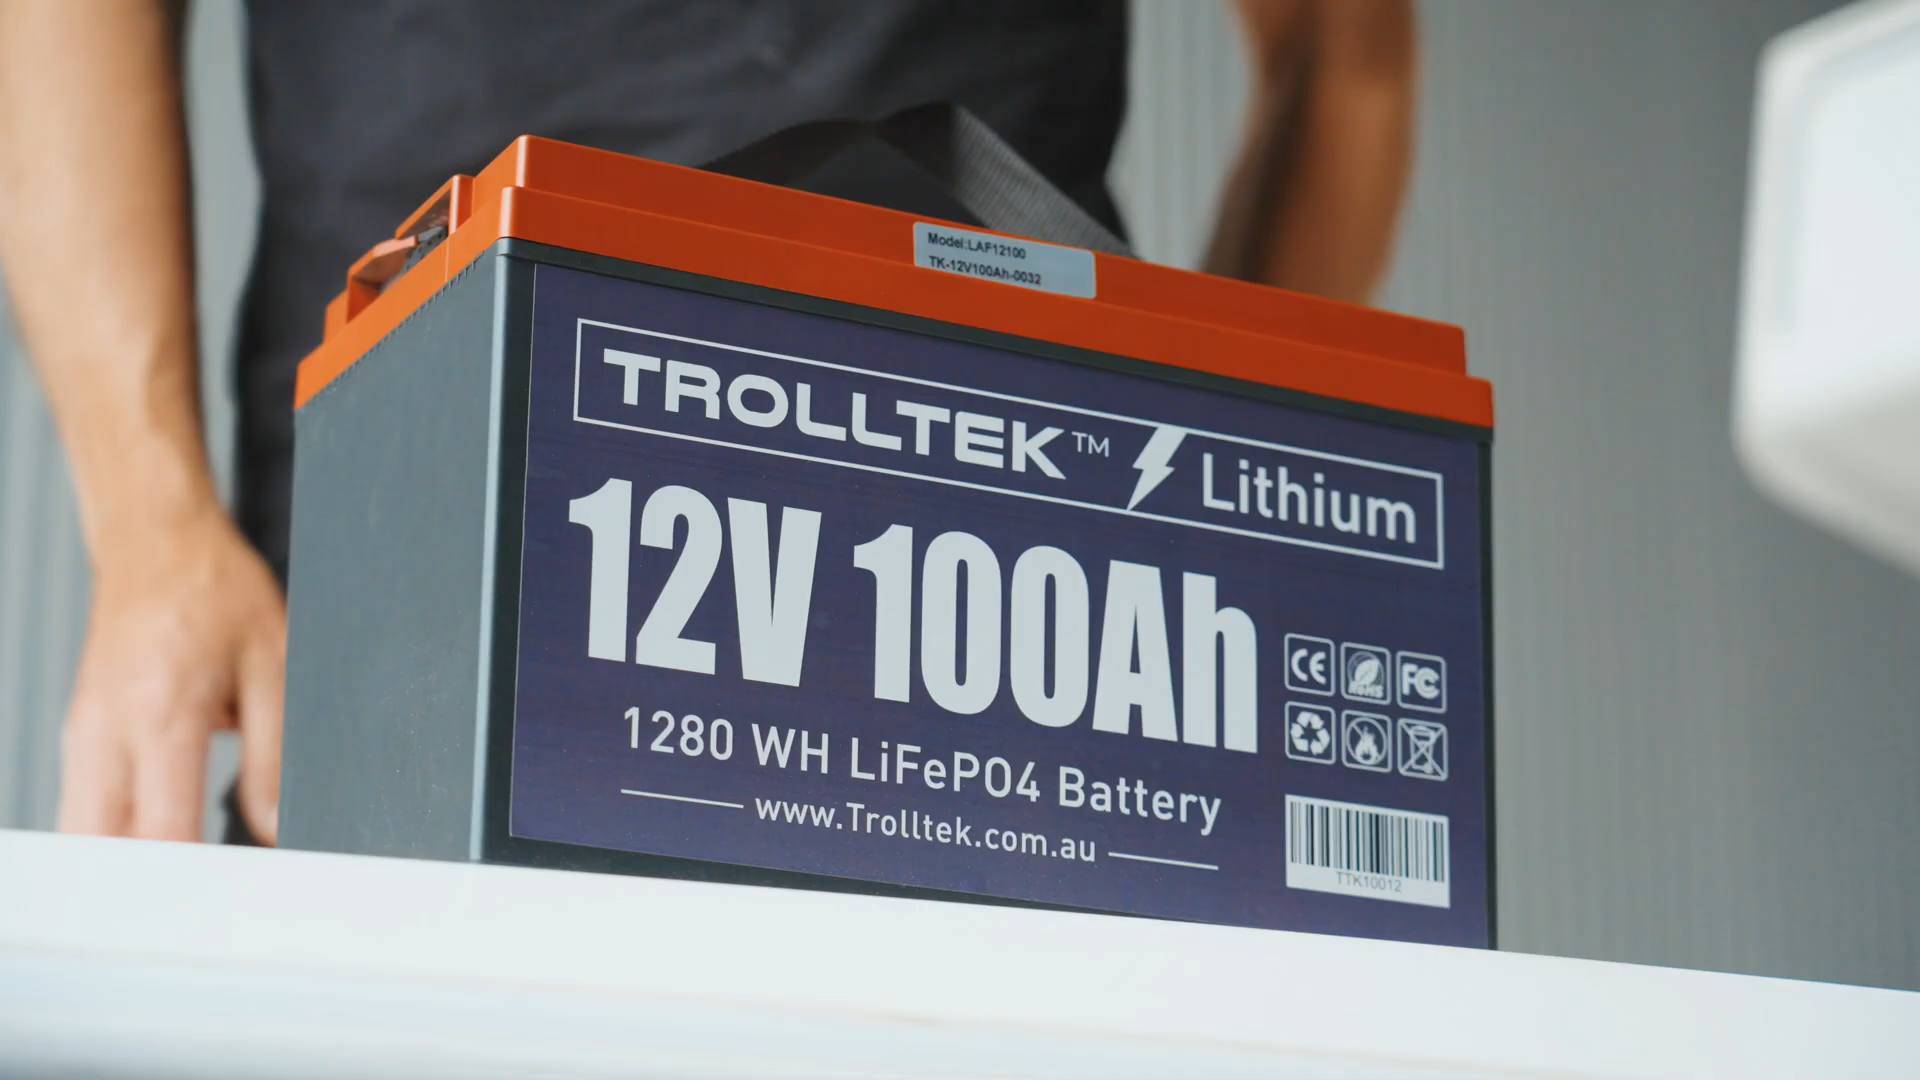 Model:LAF12100
TK-12V100Ah-0032
TROLLTEK™ Lithium
12V 100Ah
1280 WH LiFePO4 Battery
www.Trolltek.com.au
CE RoHS FC
TTK10012